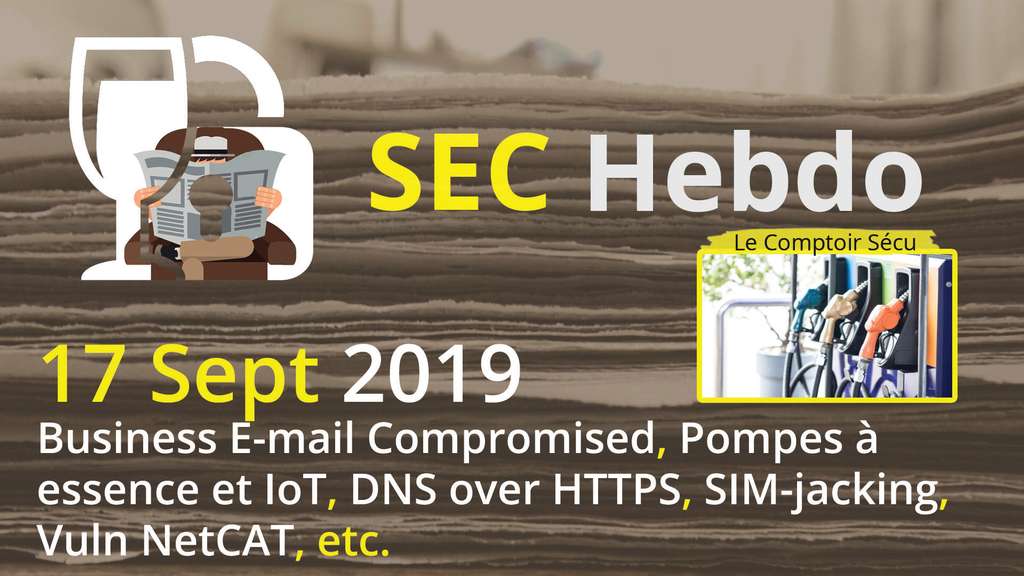 SEC Hebdo
Le Comptoir Sécu
17 Sept 2019
Business E-mail Compromised, Pompes à
essence et IoT, DNS over HTTPS, SIM-jacking,
Vuln NetCAT, etc.